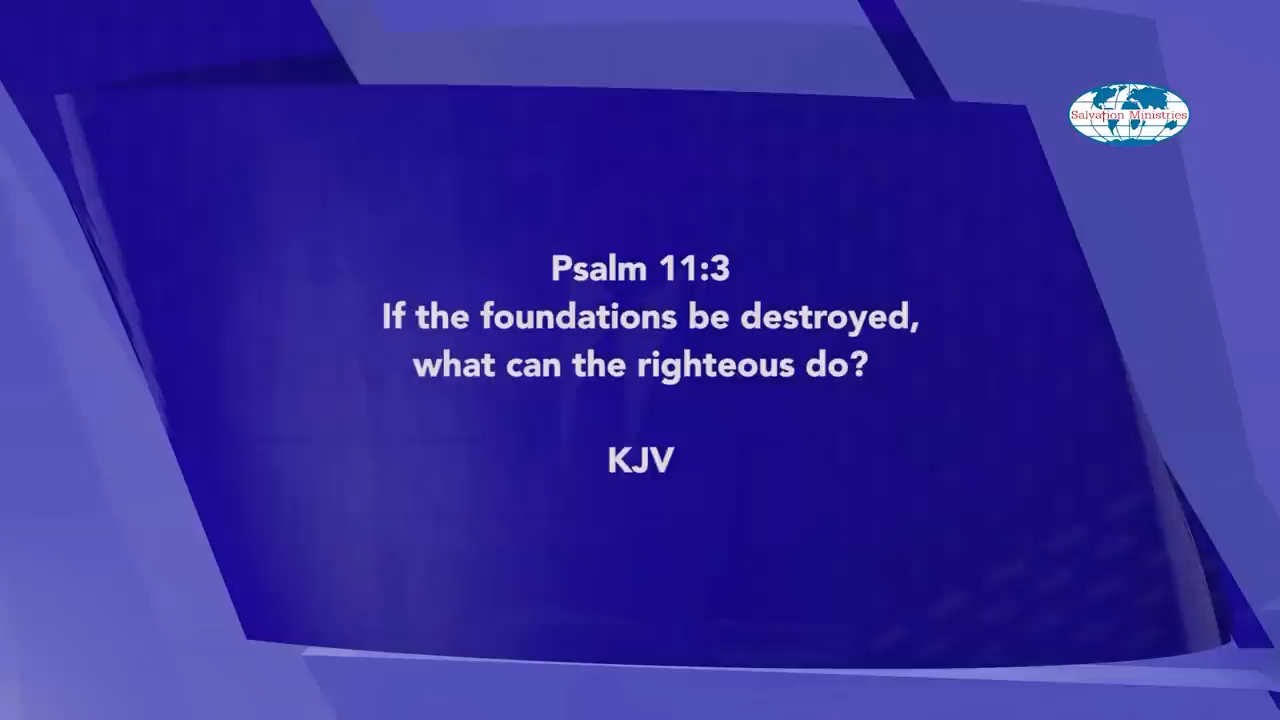 Salvation Ministries
Psalm 11:3
If the foundations be destroyed,
what can the righteous do?
KJV